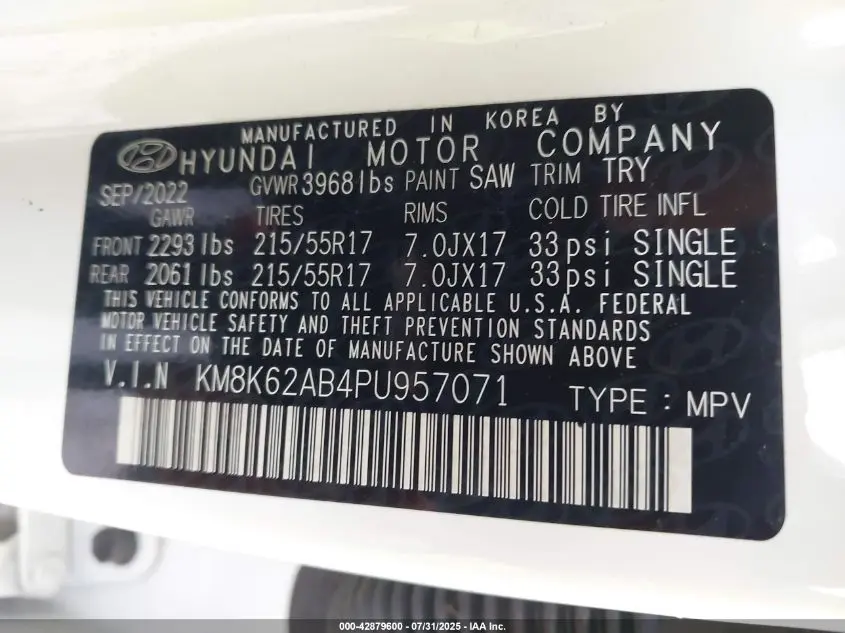 MANUFACTURED IN KOREA BY
HYUNDAI MOTOR COMPANY
SEP/2022 GVWR 3968lbs PAINT SAW TRIM TRY
GAWR TIRES RIMS COLD TIRE INFL
FRONT 2293 lbs 215/55R17 7.0JX17 33psi SINGLE
REAR 2061 lbs 215/55R17 7.0JX17 33psi SINGLE
THIS VEHICLE CONFORMS TO ALL APPLICABLE U.S.A. FEDERAL
MOTOR VEHICLE SAFETY AND THEFT PREVENTION STANDARDS
IN EFFECT ON THE DATE OF MANUFACTURE SHOWN ABOVE
V.I.N KM8K62AB4PU957071 TYPE : MPV
000-42879600 - 07/31/2025 - IAA Inc.